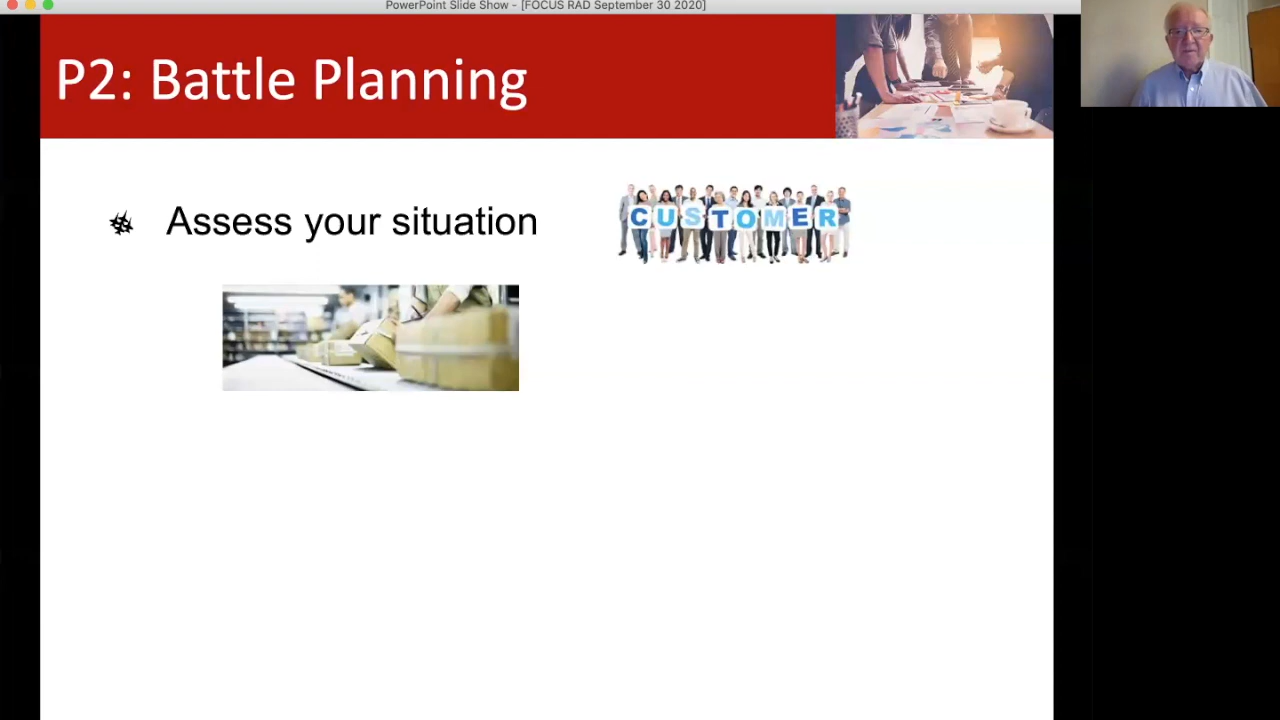 PowerPoint Slide Show - [FOCUS RAD September 30 2020]
P2: Battle Planning
Assess your situation
CUSTOMER